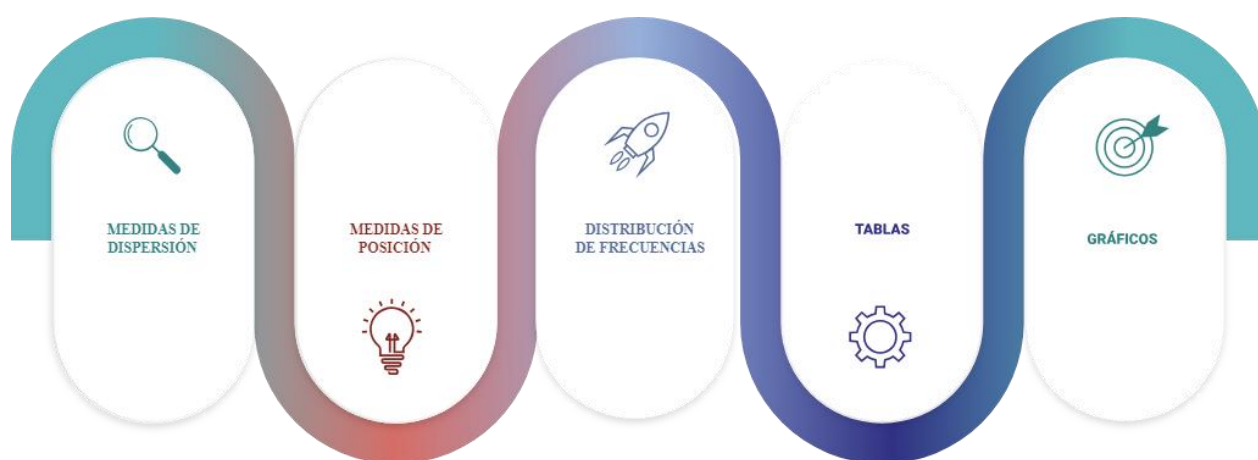 MEDIDAS DE
DISPERSIÓN
MEDIDAS DE
POSICIÓN
DISTRIBUCIÓN
DE FRECUENCIAS
TABLAS
GRÁFICOS